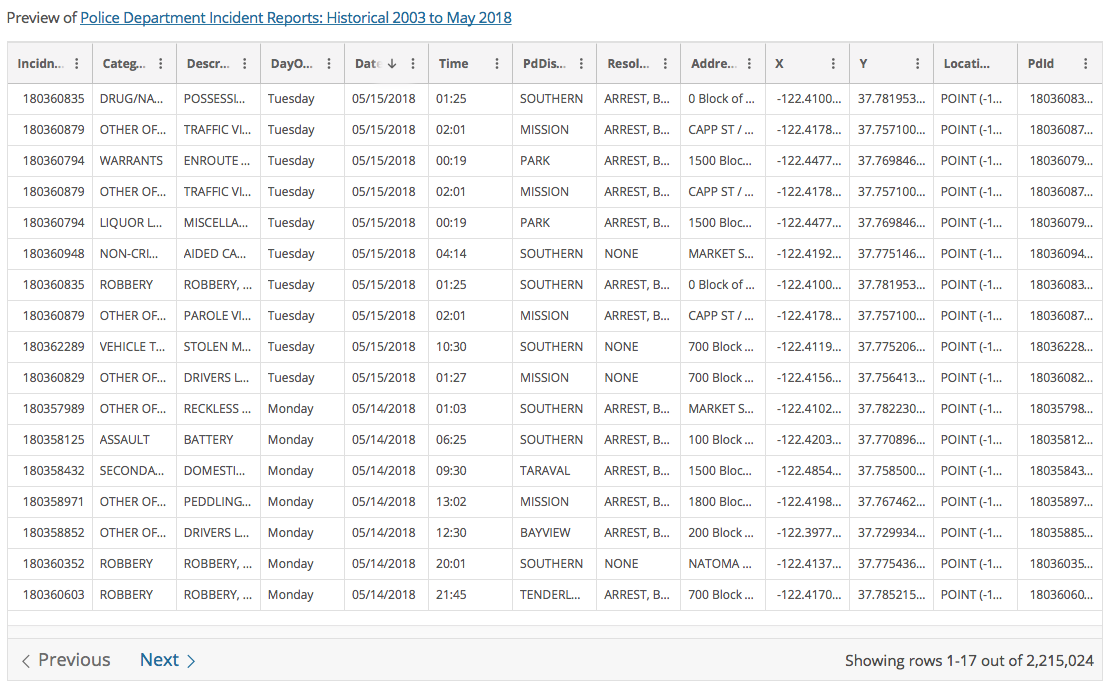 Preview of Police Department Incident Reports: Historical 2003 to May 2018
Incidn... Categ... Descr... DayO... Date Time PdDis... Resol... Addre... X Y Locati... PdId
180360835 DRUG/NA... POSSESSI... Tuesday 05/15/2018 01:25 SOUTHERN ARREST, B... 0 Block of ... -122.4100... 37.781953... POINT (-1... 18036083...
180360879 OTHER OF... TRAFFIC VI... Tuesday 05/15/2018 02:01 MISSION ARREST, B... CAPP ST / ... -122.4178... 37.757100... POINT (-1... 18036087...
180360794 WARRANTS ENROUTE ... Tuesday 05/15/2018 00:19 PARK ARREST, B... 1500 Bloc... -122.4477... 37.769846... POINT (-1... 18036079...
180360879 OTHER OF... TRAFFIC VI... Tuesday 05/15/2018 02:01 MISSION ARREST, B... CAPP ST / ... -122.4178... 37.757100... POINT (-1... 18036087...
180360794 LIQUOR L... MISCELLA... Tuesday 05/15/2018 00:19 PARK ARREST, B... 1500 Bloc... -122.4477... 37.769846... POINT (-1... 18036079...
180360948 NON-CRI... AIDED CA... Tuesday 05/15/2018 04:14 SOUTHERN NONE MARKET S... -122.4192... 37.775146... POINT (-1... 18036094...
180360835 ROBBERY ROBBERY, ... Tuesday 05/15/2018 01:25 SOUTHERN ARREST, B... 0 Block of ... -122.4100... 37.781953... POINT (-1... 18036083...
180360879 OTHER OF... PAROLE VI... Tuesday 05/15/2018 02:01 MISSION ARREST, B... CAPP ST / ... -122.4178... 37.757100... POINT (-1... 18036087...
180362289 VEHICLE T... STOLEN M... Tuesday 05/15/2018 10:30 SOUTHERN NONE 700 Block ... -122.4119... 37.775206... POINT (-1... 18036228...
180360829 OTHER OF... DRIVERS L... Tuesday 05/15/2018 01:27 MISSION NONE 700 Block ... -122.4156... 37.756413... POINT (-1... 18036082...
180357989 OTHER OF... RECKLESS ... Monday 05/14/2018 01:03 SOUTHERN ARREST, B... MARKET S... -122.4102... 37.782230... POINT (-1... 18035798...
180358125 ASSAULT BATTERY Monday 05/14/2018 06:25 SOUTHERN ARREST, B... 100 Block ... -122.4203... 37.770896... POINT (-1... 18035812...
180358432 SECONDA... DOMESTI... Monday 05/14/2018 09:30 TARAVAL ARREST, B... 1500 Bloc... -122.4854... 37.758500... POINT (-1... 18035843...
180358971 OTHER OF... PEDDLING... Monday 05/14/2018 13:02 MISSION ARREST, B... 1800 Bloc... -122.4198... 37.767462... POINT (-1... 18035897...
180358852 OTHER OF... DRIVERS L... Monday 05/14/2018 12:30 BAYVIEW ARREST, B... 200 Block ... -122.3977... 37.729934... POINT (-1... 18035885...
180360352 ROBBERY ROBBERY, ... Monday 05/14/2018 20:01 SOUTHERN NONE NATOMA ... -122.4137... 37.775436... POINT (-1... 18036035...
180360603 ROBBERY ROBBERY, ... Monday 05/14/2018 21:45 TENDERL... ARREST, B... 700 Block ... -122.4170... 37.785215... POINT (-1... 18036060...
Previous Next Showing rows 1-17 out of 2,215,024